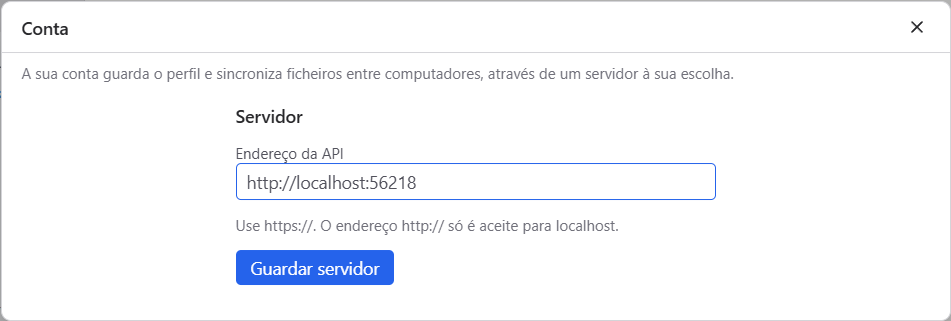 Conta
A sua conta guarda o perfil e sincroniza ficheiros entre computadores, através de um servidor à sua escolha.
Servidor
Endereço da API
http://localhost:56218
Use https://. O endereço http:// só é aceite para localhost.
Guardar servidor